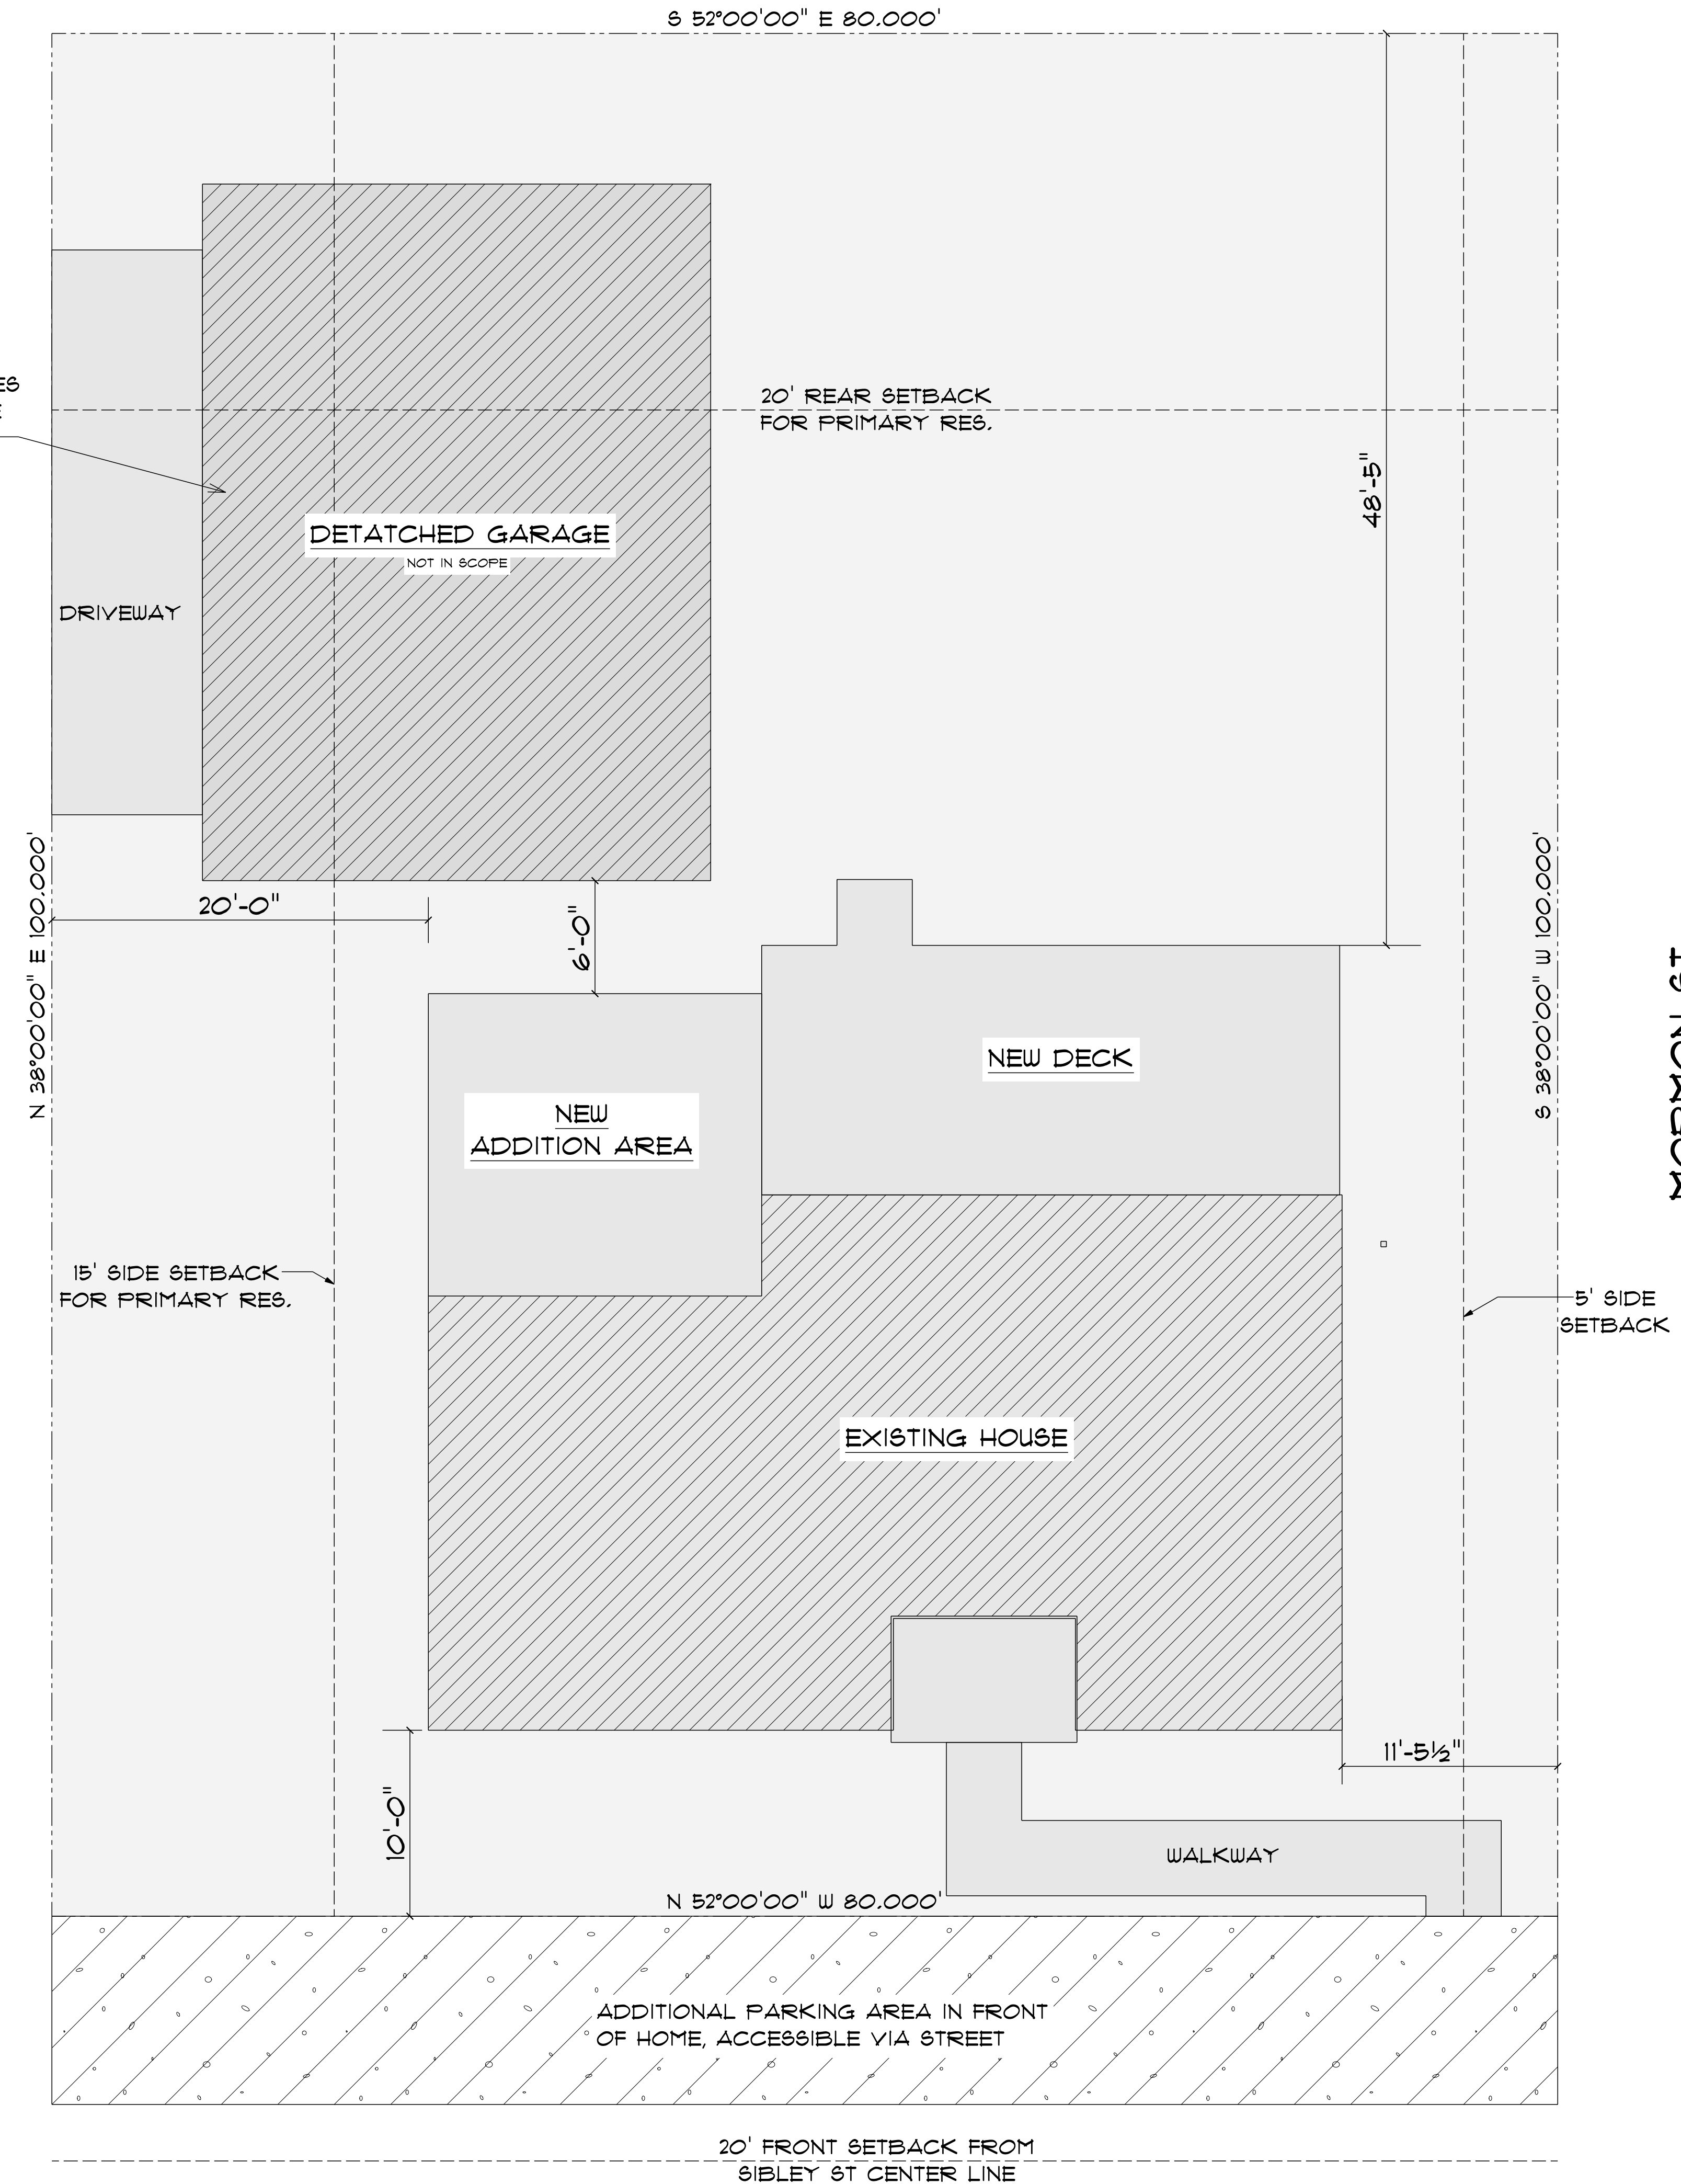 S 52°00'00" E 80.000'
ES
20' REAR SETBACK
FOR PRIMARY RES.
48'-5"
DETATCHED GARAGE
NOT IN SCOPE
DRIVEWAY
N 38°00'00" E 100.000'
S 38°00'00" W 100.000'
20'-0"
6'-0"
NEW DECK
NEW
ADDITION AREA
15' SIDE SETBACK
FOR PRIMARY RES.
5' SIDE
SETBACK
EXISTING HOUSE
11'-5½"
10'-0"
WALKWAY
N 52°00'00" W 80.000'
ADDITIONAL PARKING AREA IN FRONT
OF HOME, ACCESSIBLE VIA STREET
20' FRONT SETBACK FROM
SIBLEY ST CENTER LINE